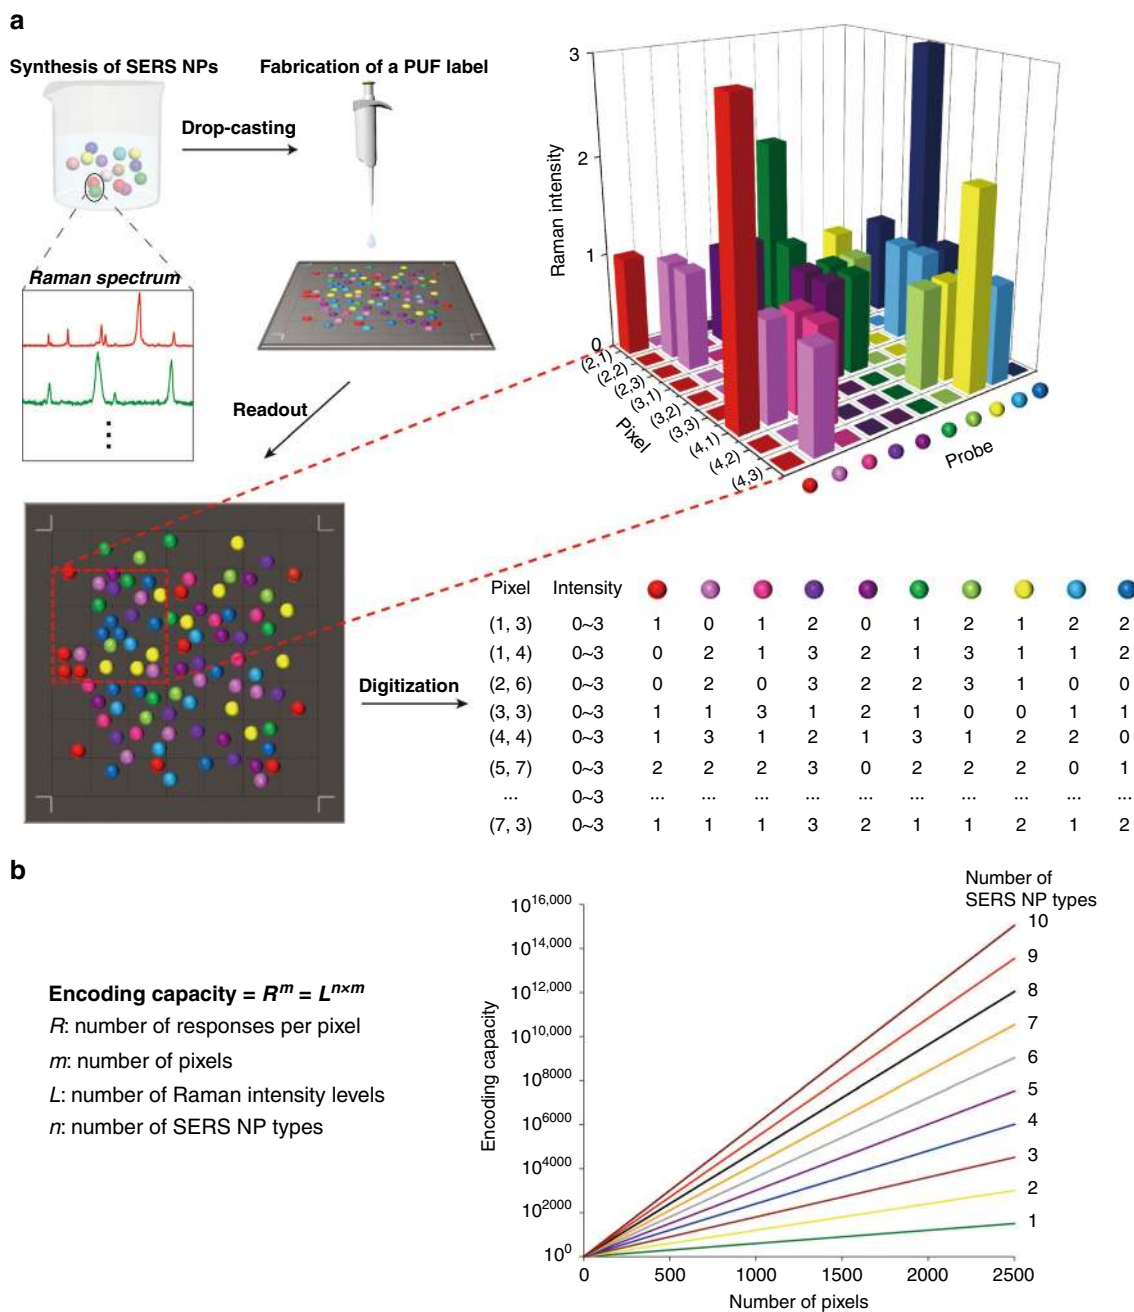 a
Synthesis of SERS NPs
Fabrication of a PUF label
Drop-casting
Raman spectrum
Readout
3
2
1
0
Raman intensity
(2,1)
(2,2)
(2,3)
(3,1)
(3,2)
(3,3)
(4,1)
(4,2)
(4,3)
Pixel
Probe
Digitization
Pixel Intensity
(1, 3) 0~3 1 0 1 2 0 1 2 1 2 2
(1, 4) 0~3 0 2 1 3 2 1 3 1 1 2
(2, 6) 0~3 0 2 0 3 2 2 3 1 0 0
(3, 3) 0~3 1 1 3 1 2 1 0 0 1 1
(4, 4) 0~3 1 3 1 2 1 3 1 2 2 0
(5, 7) 0~3 2 2 2 3 0 2 2 2 0 1
... 0~3 ... ... ... ... ... ... ... ... ... ...
(7, 3) 0~3 1 1 1 3 2 1 1 2 1 2
b
Encoding capacity = R^m = L^n×m
R: number of responses per pixel
m: number of pixels
L: number of Raman intensity levels
n: number of SERS NP types
Number of
SERS NP types
10^16,000
10^14,000
10^12,000
10^10,000
10^8000
10^6000
10^4000
10^2000
10^0
Encoding capacity
10
9
8
7
6
5
4
3
2
1
0 500 1000 1500 2000 2500
Number of pixels